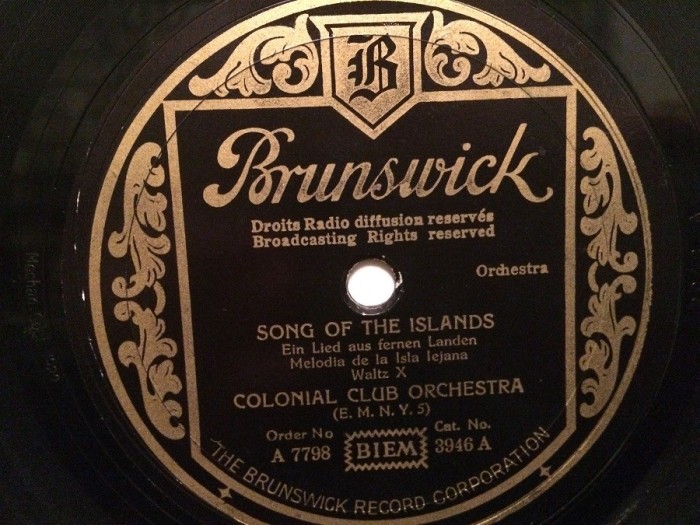 B
Brunswick
Droits Radio diffusion reservés
Broadcasting Rights reserved
Orchestra
SONG OF THE ISLANDS
Ein Lied aus fernen Landen
Melodia de la Isla lejana
Waltz X
COLONIAL CLUB ORCHESTRA
(E. M. N. Y. 5)
Order No Cat. No.
A 7798 BIEM 3946 A
THE BRUNSWICK RECORD CORPORATION